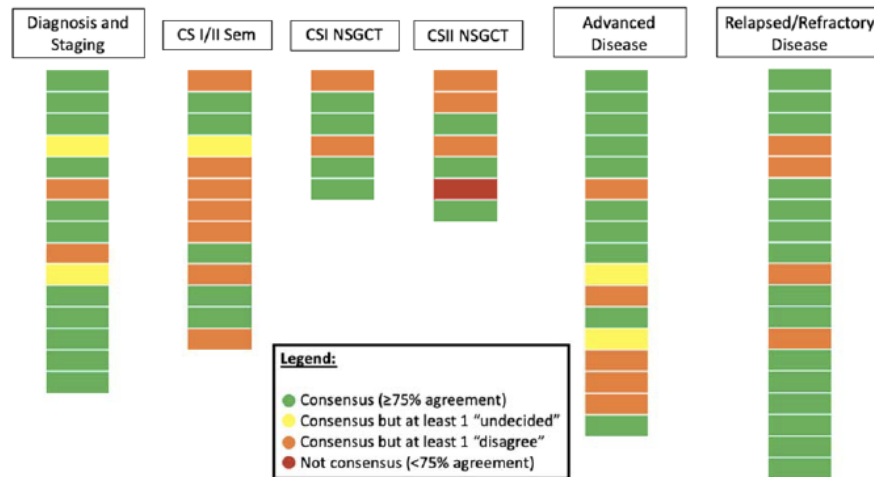 Diagnosis and
Staging
CS I/II Sem
CSI NSGCT
CSII NSGCT
Advanced
Disease
Relapsed/Refractory
Disease
Legend:
Consensus (≥75% agreement)
Consensus but at least 1 “undecided”
Consensus but at least 1 “disagree”
Not consensus (<75% agreement)